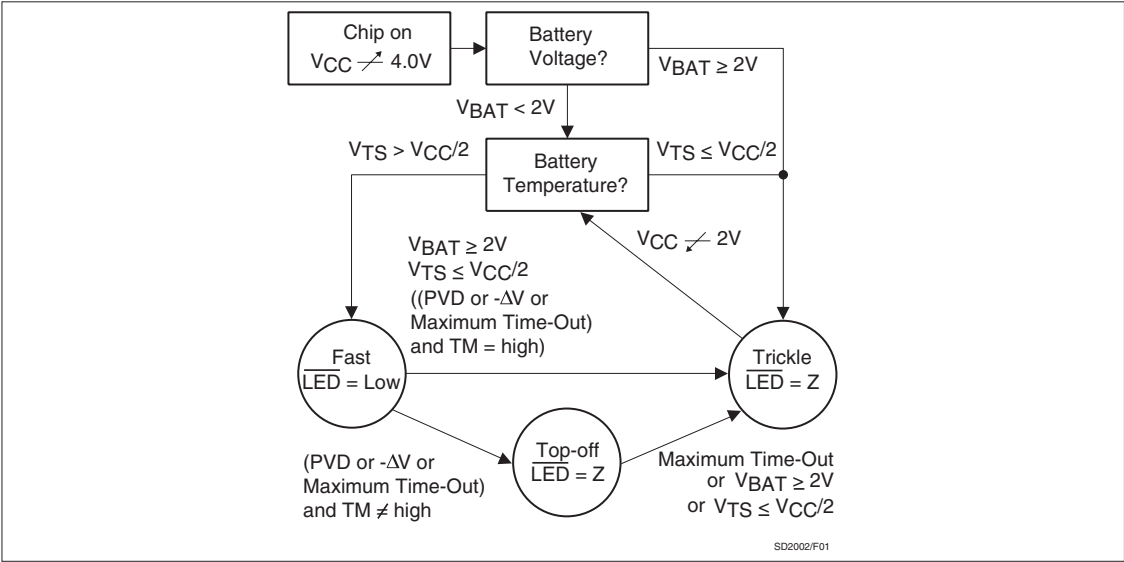 Chip on
VCC ↗ 4.0V
Battery
Voltage?
VBAT ≥ 2V
VBAT < 2V
VTS > VCC/2
Battery
Temperature?
VTS ≤ VCC/2
VCC ↙ 2V
VBAT ≥ 2V
VTS ≤ VCC/2
((PVD or -ΔV or
Maximum Time-Out)
and TM = high)
Fast
L̅E̅D̅ = Low
Trickle
L̅E̅D̅ = Z
Top-off
L̅E̅D̅ = Z
(PVD or -ΔV or
Maximum Time-Out)
and TM ≠ high
Maximum Time-Out
or VBAT ≥ 2V
or VTS ≤ VCC/2
SD2002/F01